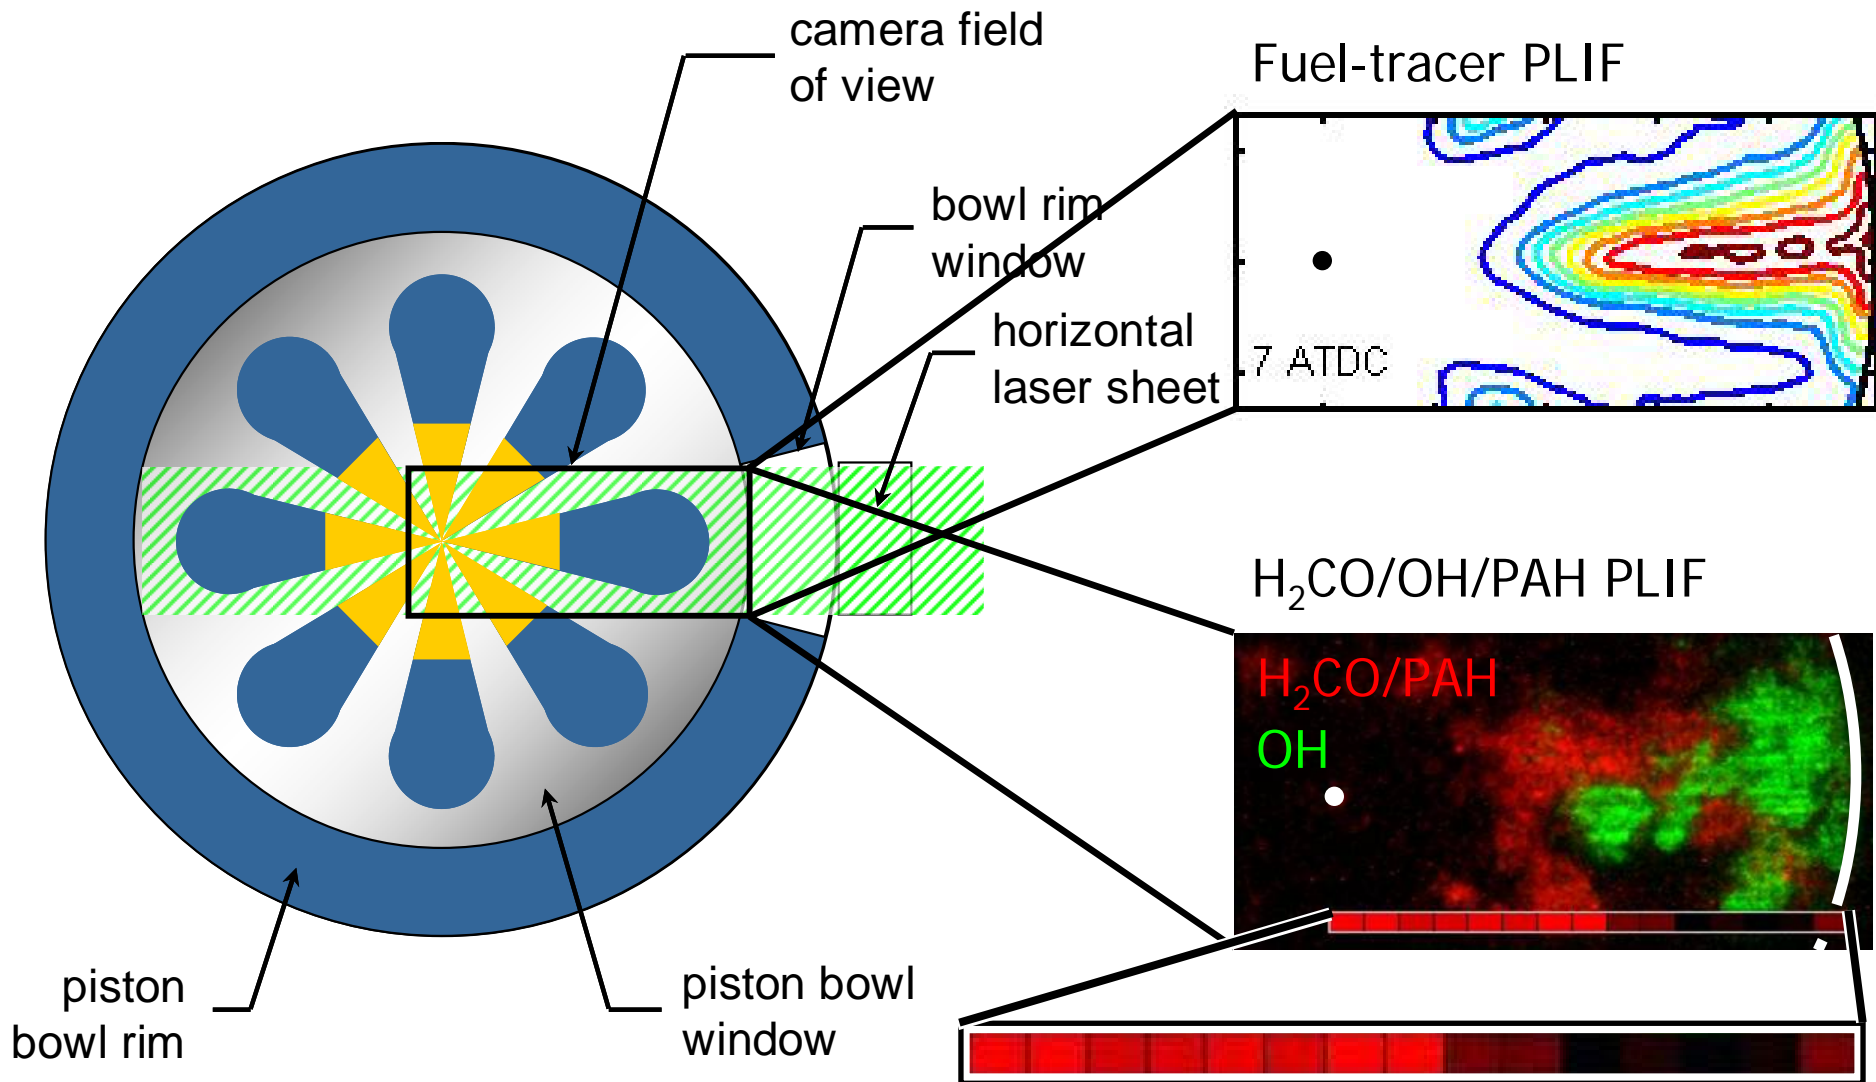 camera field
of view
Fuel-tracer PLIF
bowl rim
window
horizontal
laser sheet
7 ATDC
H₂CO/OH/PAH PLIF
H₂CO/PAH
OH
piston
bowl rim
piston bowl
window